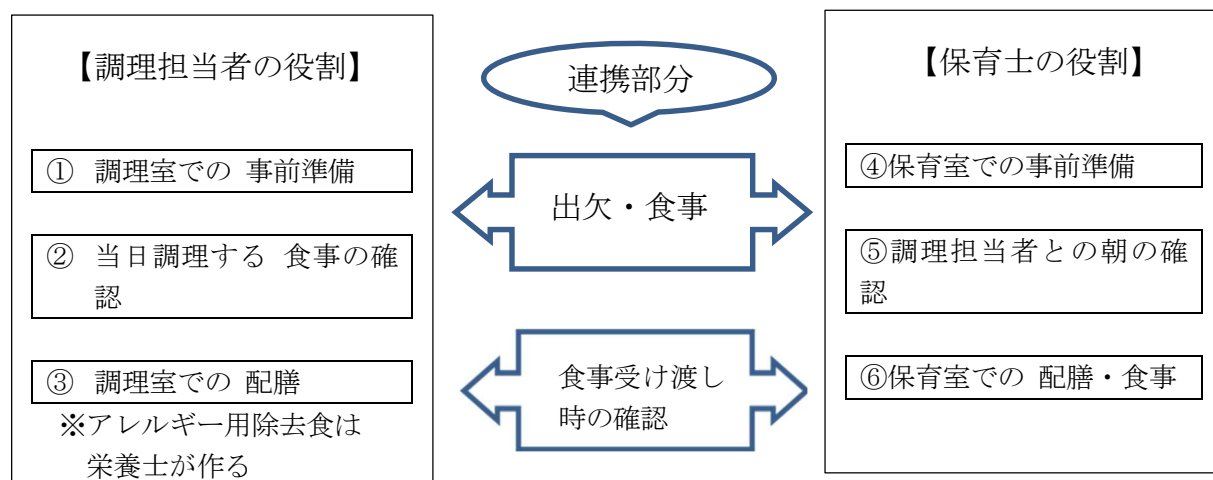 【調理担当者の役割】
① 調理室での 事前準備
② 当日調理する 食事の確
認
③ 調理室での 配膳
※アレルギー用除去食は
栄養士が作る
連携部分
出欠・食事
食事受け渡し
時の確認
【保育士の役割】
④保育室での事前準備
⑤調理担当者との朝の確
認
⑥保育室での 配膳・食事